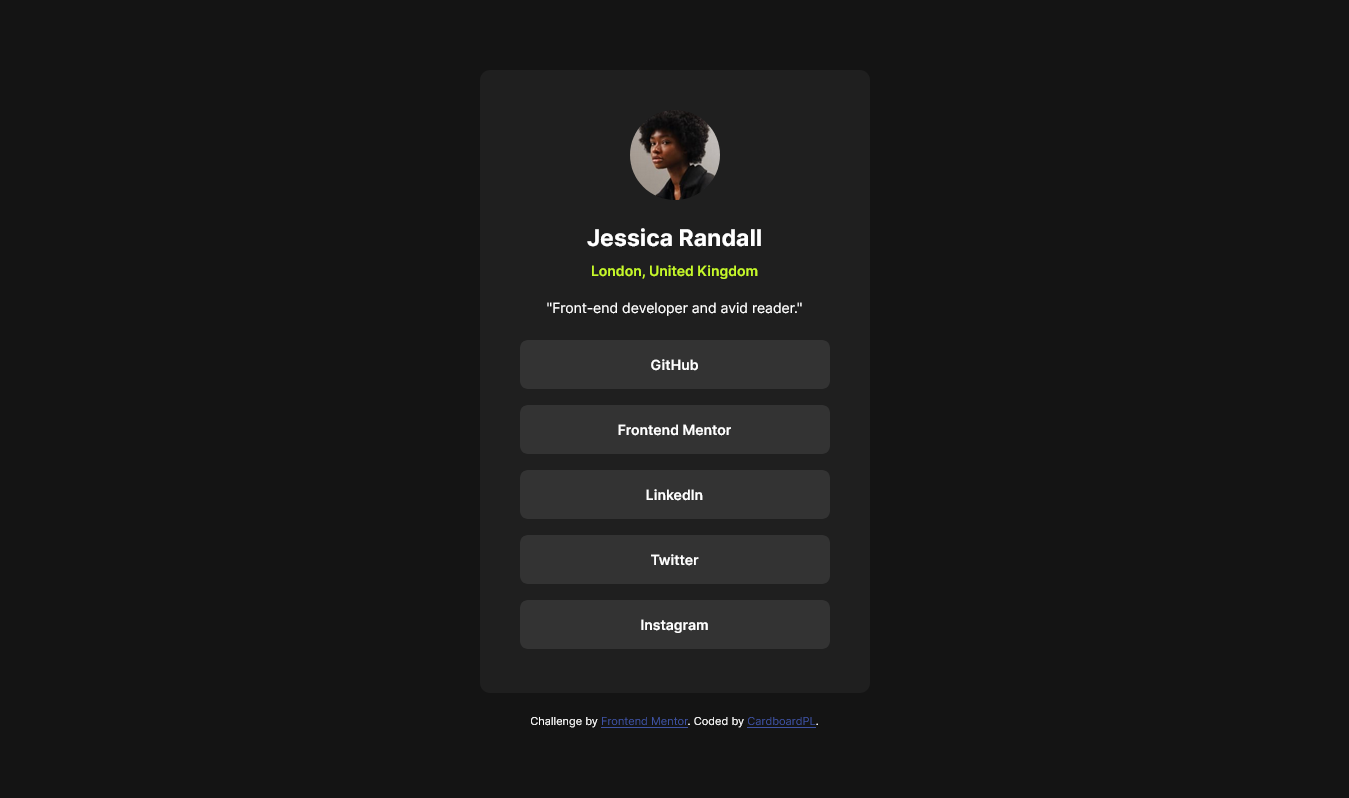 Jessica Randall
London, United Kingdom
"Front-end developer and avid reader."
GitHub
Frontend Mentor
LinkedIn
Twitter
Instagram
Challenge by Frontend Mentor. Coded by CardboardPL.